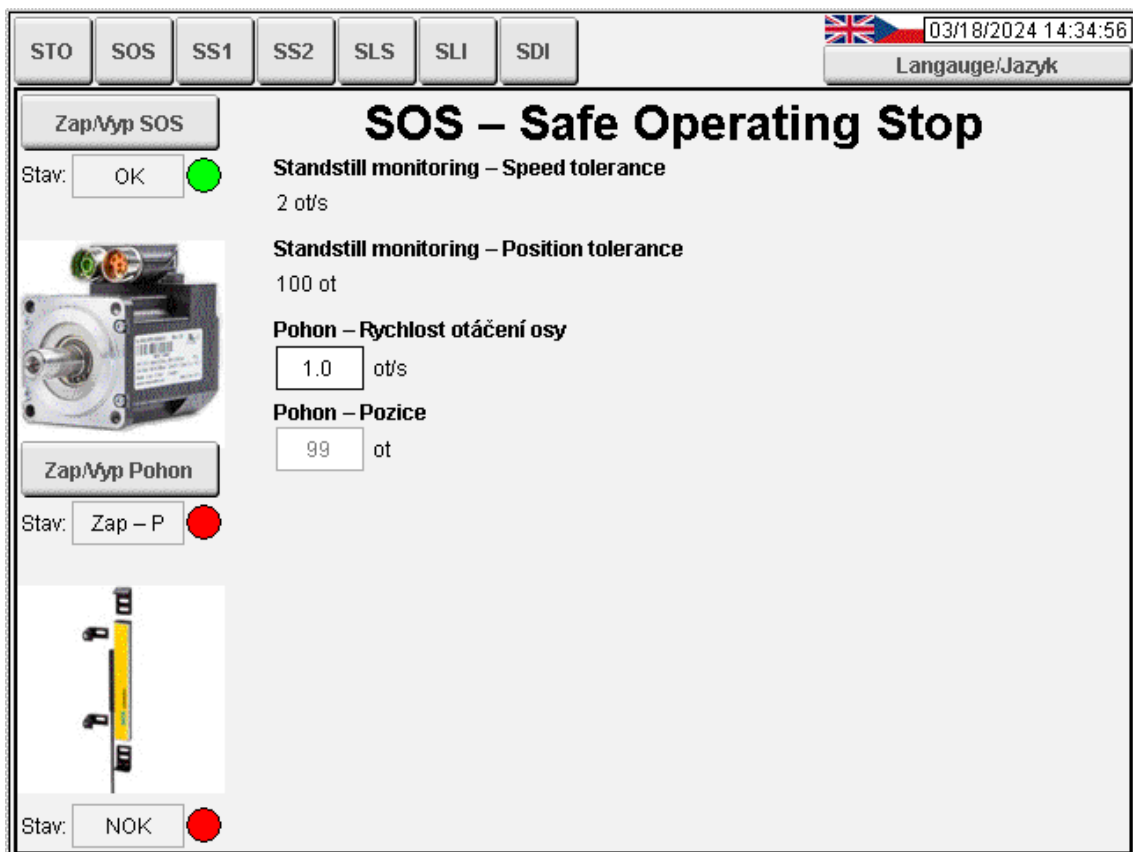 STO SOS SS1 SS2 SLS SLI SDI
03/18/2024 14:34:56
Langauge/Jazyk
Zap/Vyp SOS
Stav: OK
SOS – Safe Operating Stop
Standstill monitoring – Speed tolerance
2 ot/s
Standstill monitoring – Position tolerance
100 ot
Pohon – Rychlost otáčení osy
1.0 ot/s
Pohon – Pozice
99 ot
Zap/Vyp Pohon
Stav: Zap – P
Stav: NOK